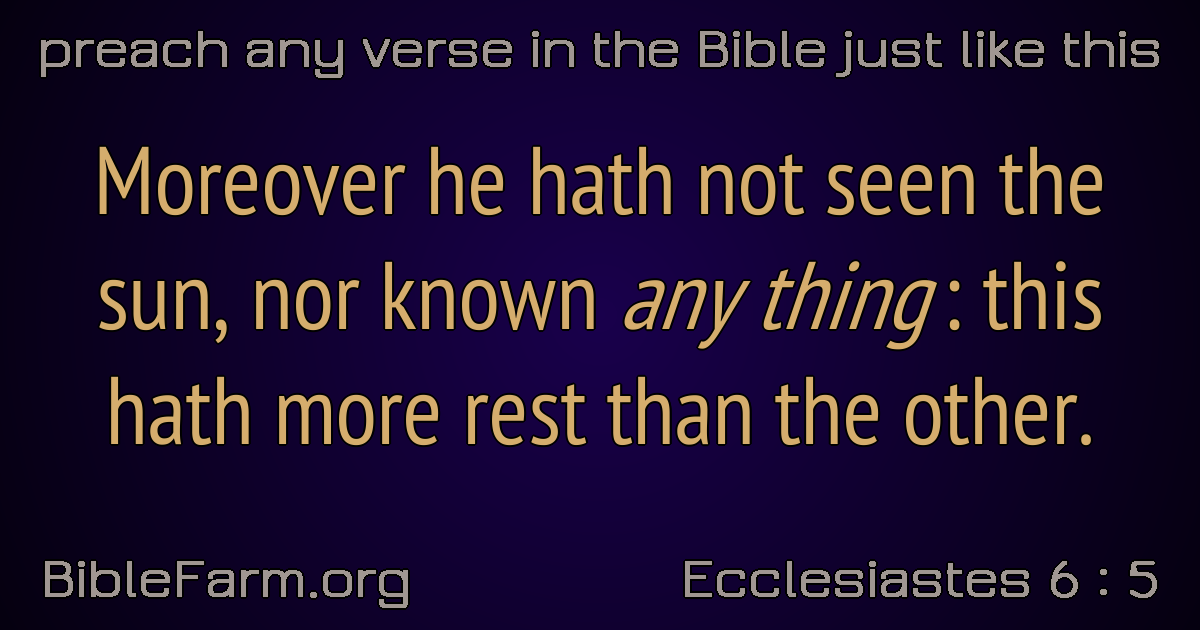 preach any verse in the Bible just like this
Moreover he hath not seen the
sun, nor known any thing: this
hath more rest than the other.
BibleFarm.org
Ecclesiastes 6 : 5